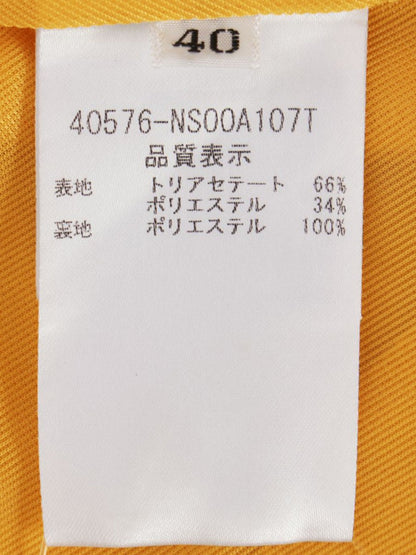 40
40576-NS00A107T
品質表示
表地 トリアセテート 66%
ポリエステル 34%
裏地 ポリエステル 100%